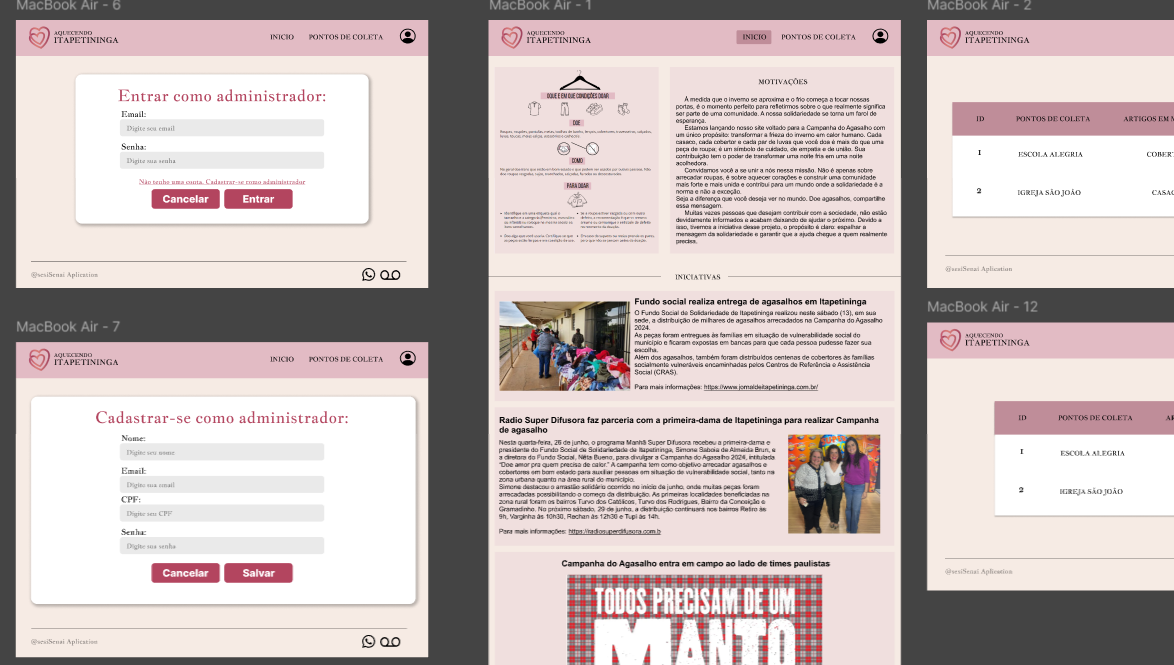 MacBook Air - 6
AQUECENDO
ITAPETININGA
INICIO
PONTOS DE COLETA
Entrar como administrador:
Email:
Digite seu email
Senha:
Digite sua senha
Não tenho uma conta. Cadastrar-se como administrador
Cancelar
Entrar
@sesiSenai Aplication
MacBook Air - 7
AQUECENDO
ITAPETININGA
INICIO
PONTOS DE COLETA
Cadastrar-se como administrador:
Nome:
Digite seu nome
Email:
Digite seu email
CPF:
Digite seu CPF
Senha:
Digite sua senha
Cancelar
Salvar
@sesiSenai Aplication
MacBook Air - 1
AQUECENDO
ITAPETININGA
INICIO
PONTOS DE COLETA
OQUE E EM QUE CONDIÇÕES DOAR
DOE
COMO
PARA DOAR
MOTIVAÇÕES
À medida que o inverno se aproxima e o frio começa a tocar nossas
portas, é o momento perfeito para refletirmos sobre o que realmente significa
ser parte de uma comunidade. A nossa solidariedade se torna um farol de
esperança.
Estamos lançando nosso site voltado para a Campanha do Agasalho com
um único propósito: transformar a frieza do inverno em calor humano. Cada
casaco, cada cobertor e cada par de luvas que você doa é mais do que uma
peça de roupa; é um símbolo de cuidado, de empatia e de união. Sua
contribuição tem o poder de transformar uma noite fria em uma noite
acolhedora.
Convidamos você a se unir a nós nessa missão. Não é apenas sobre
arrecadar roupas, é sobre aquecer corações e construir uma comunidade
mais forte e mais unida e contribui para um mundo onde a solidariedade é a
norma e não a exceção.
Seja a diferença que você deseja ver no mundo. Doe agasalhos, compartilhe
essa mensagem.
Muitas vezes pessoas que desejam contribuir com a sociedade, não estão
devidamente informados e acabam deixando de ajudar o próximo. Devido a
isso, tivemos a iniciativa desse projeto, o propósito é claro: espalhar a
mensagem da solidariedade e garantir que a ajuda chegue a quem realmente
precisa.
INICIATIVAS
Fundo social realiza entrega de agasalhos em Itapetininga
O Fundo Social de Solidariedade de Itapetininga realizou neste sábado (13), em sua
sede, a distribuição de milhares de agasalhos arrecadados na Campanha do Agasalho
2024.
As peças foram entregues às famílias em situação de vulnerabilidade social do
município e ficaram expostas em bancas para que cada pessoa pudesse fazer sua
escolha.
Além dos agasalhos, também foram distribuídos centenas de cobertores às famílias
socialmente vulneráveis encaminhadas pelos Centros de Referência e Assistência
Social (CRAS).
Para mais informações: https://www.jornaldeitapetininga.com.br/
Radio Super Difusora faz parceria com a primeira-dama de Itapetininga para realizar Campanha
de agasalho
Nesta quarta-feira, 26 de junho, o programa Manhã Super Difusora recebeu a primeira-dama e
presidente do Fundo Social de Solidariedade de Itapetininga, Simone Saboia de Almeida Brun, e
a diretora do Fundo Social, Nêta Bueno, para divulgar a Campanha do Agasalho 2024, intitulada
"Doe amor pra quem precisa de calor." A campanha tem como objetivo arrecadar agasalhos e
cobertores em bom estado para auxiliar pessoas em situação de vulnerabilidade social, tanto na
zona urbana quanto na área rural do município.
Simone destacou o arrastão solidário ocorrido no início de junho, onde muitas peças foram
arrecadadas possibilitando o começo da distribuição. As primeiras localidades beneficiadas na
zona rural foram os bairros Turvo dos Católicos, Turvo dos Rodrigues, Bairro da Conceição e
Gramadinho. No próximo sábado, 29 de junho, a distribuição continuará nos bairros Retiro às
9h, Varginha às 10h30, Rechan às 12h30 e Tupi às 14h.
Para mais informações: https://radiosuperdifusora.com.b
Campanha do Agasalho entra em campo ao lado de times paulistas
TODOS PRECISAM DE UM
MANTO
MacBook Air - 2
AQUECENDO
ITAPETININGA
ID
PONTOS DE COLETA
ARTIGOS EM
1
ESCOLA ALEGRIA
COBERT
2
IGREJA SÃO JOÃO
CASAC
@sesiSenai Aplication
MacBook Air - 12
AQUECENDO
ITAPETININGA
ID
PONTOS DE COLETA
1
ESCOLA ALEGRIA
2
IGREJA SÃO JOÃO
@sesiSenai Aplication